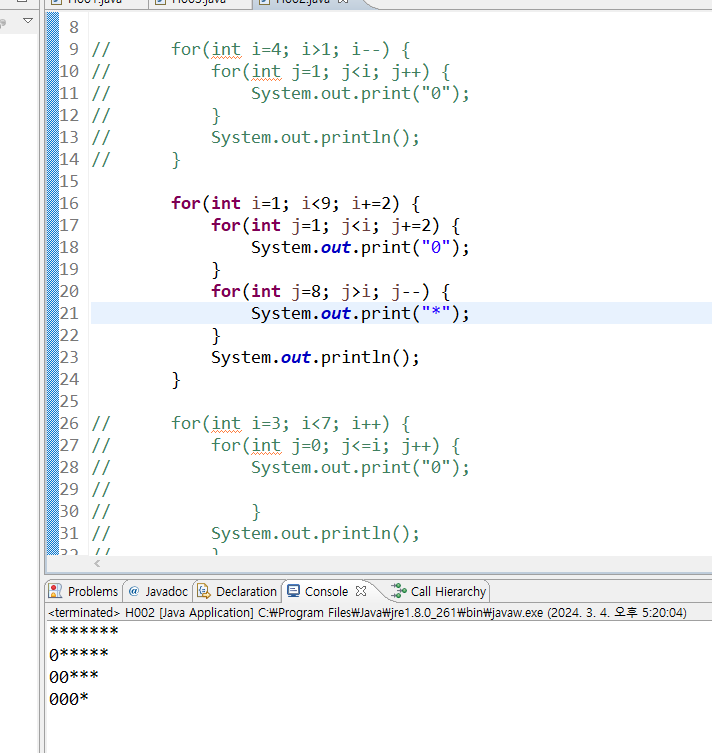 H002.java
8
9 //      for(int i=4; i>1; i--) {
10 //          for(int j=1; j<i; j++) {
11 //              System.out.print("0");
12 //          }
13 //          System.out.println();
14 //      }
15
16         for(int i=1; i<9; i+=2) {
17             for(int j=1; j<i; j+=2) {
18                 System.out.print("0");
19             }
20             for(int j=8; j>i; j--) {
21                 System.out.print("*");
22             }
23             System.out.println();
24         }
25
26 //      for(int i=3; i<7; i++) {
27 //          for(int j=0; j<=i; j++) {
28 //              System.out.print("0");
29 //
30 //              }
31 //          System.out.println();
32 //          }
Problems @ Javadoc Declaration Console Call Hierarchy
<terminated> H002 [Java Application] C:₩Program Files₩Java₩jre1.8.0_261₩bin₩javaw.exe (2024. 3. 4. 오후 5:20:04)
*******
0*****
00***
000*